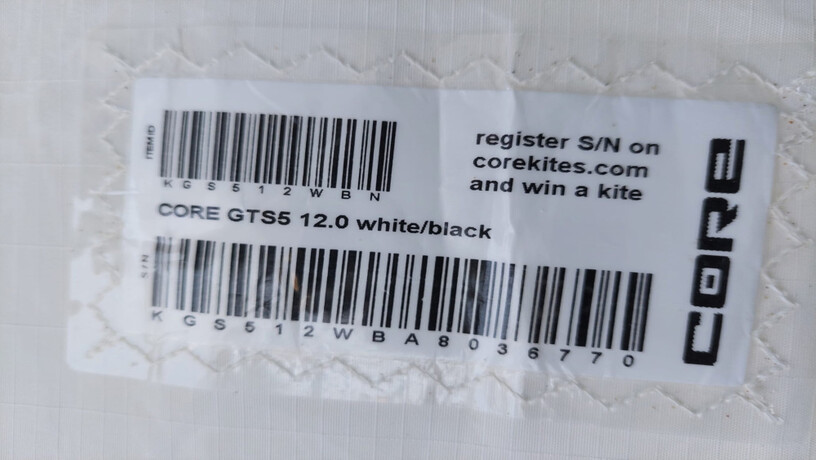 ITEM ID
KGS512WBN
CORE GTS5 12.0 white/black
S/N
KGS512WBA8036770
register S/N on
corekites.com
and win a kite
CORE